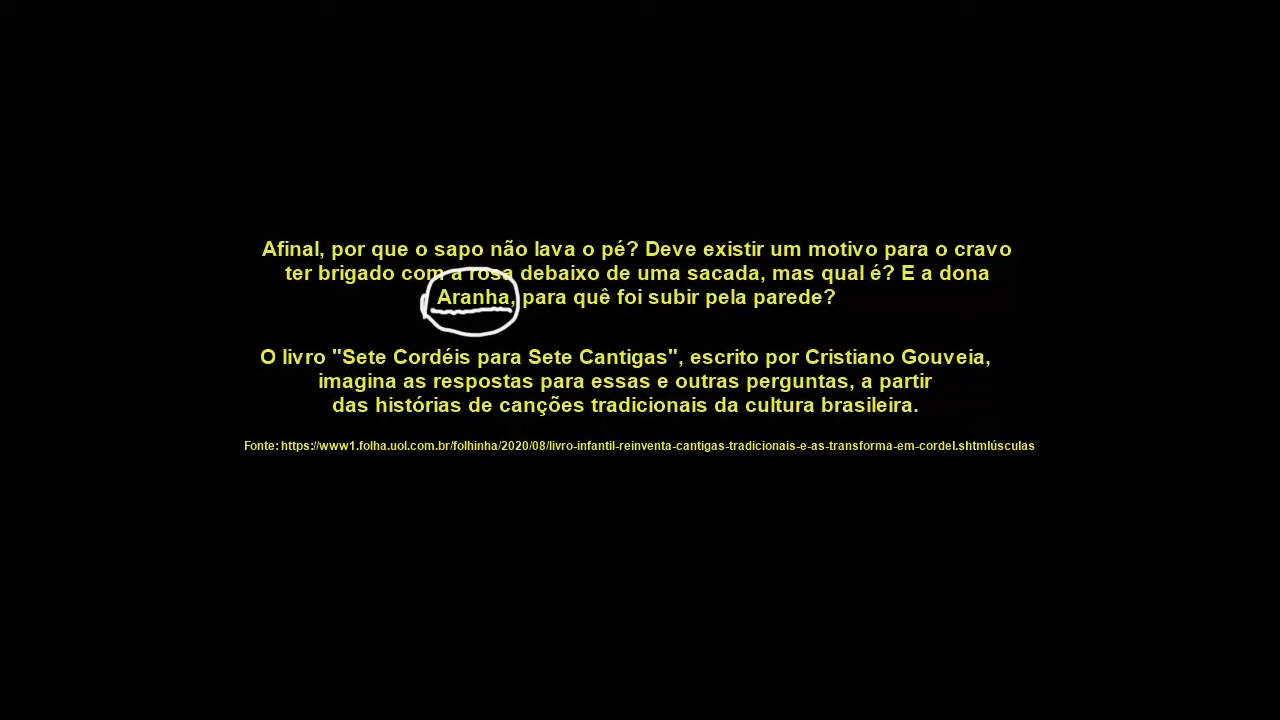 Afinal, por que o sapo não lava o pé? Deve existir um motivo para o cravo
ter brigado com a rosa debaixo de uma sacada, mas qual é? E a dona
Aranha, para quê foi subir pela parede?
O livro "Sete Cordéis para Sete Cantigas", escrito por Cristiano Gouveia,
imagina as respostas para essas e outras perguntas, a partir
das histórias de canções tradicionais da cultura brasileira.
Fonte: https://www1.folha.uol.com.br/folhinha/2020/08/livro-infantil-reinventa-cantigas-tradicionais-e-as-transforma-em-cordel.shtmlúsculas